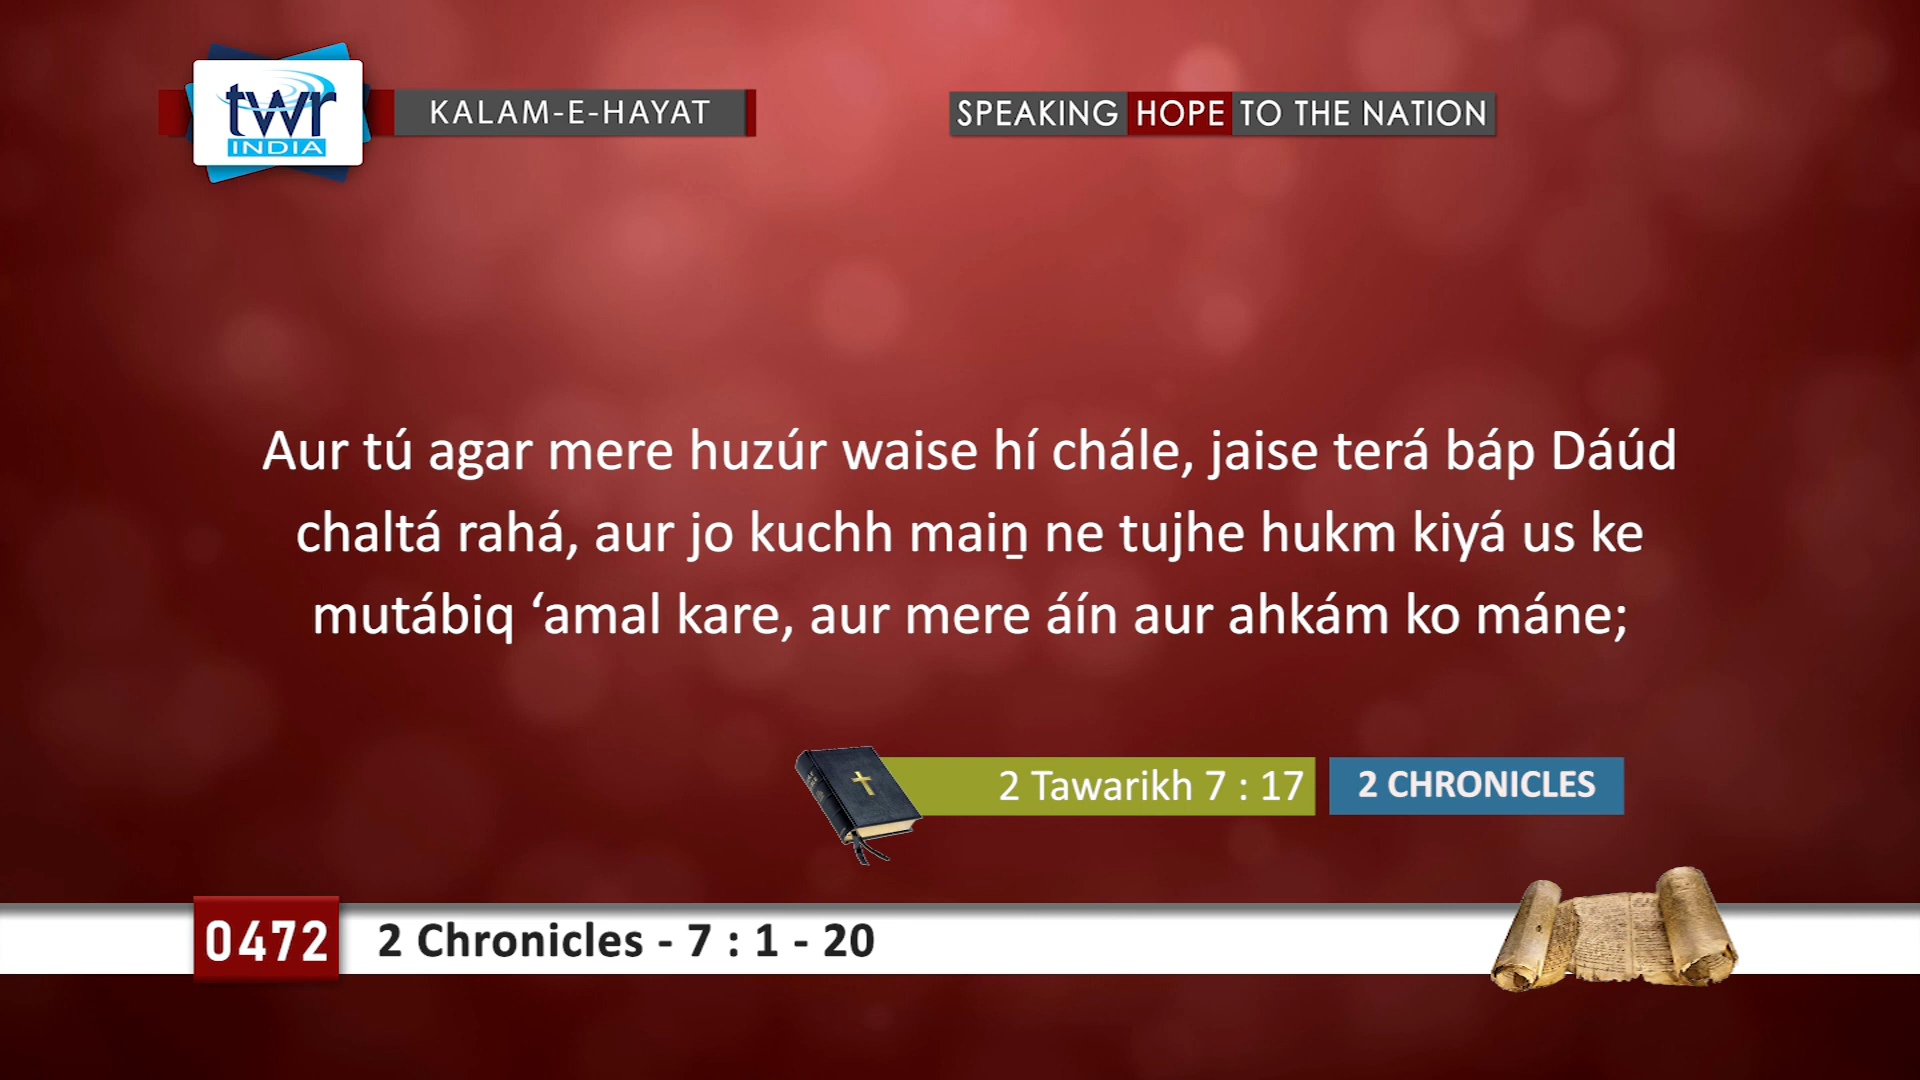 twr
INDIA
KALAM-E-HAYAT
SPEAKING HOPE TO THE NATION
Aur tú agar mere huzúr waise hí chále, jaise terá báp Dáúd
chaltá rahá, aur jo kuchh maiṉ ne tujhe hukm kiyá us ke
mutábiq ‘amal kare, aur mere áín aur ahkám ko máne;
2 Tawarikh 7 : 17
2 CHRONICLES
0472
2 Chronicles - 7 : 1 - 20